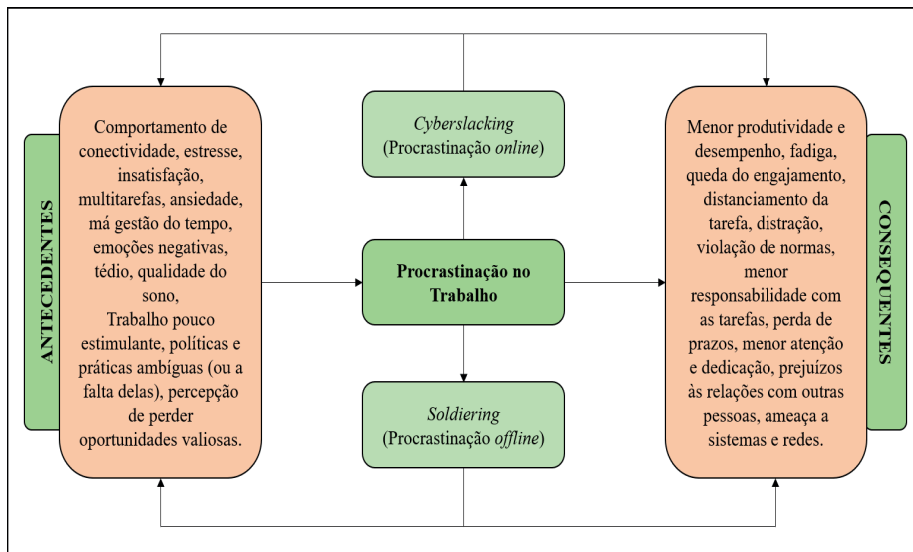 ANTECEDENTES
Comportamento de
conectividade, estresse,
insatisfação,
multitarefas, ansiedade,
má gestão do tempo,
emoções negativas,
tédio, qualidade do
sono,
Trabalho pouco
estimulante, políticas e
práticas ambíguas (ou a
falta delas), percepção
de perder
oportunidades valiosas.
Cyberslacking
(Procrastinação online)
Procrastinação no
Trabalho
Soldiering
(Procrastinação offline)
Menor produtividade e
desempenho, fadiga,
queda do engajamento,
distanciamento da
tarefa, distração,
violação de normas,
menor
responsabilidade com
as tarefas, perda de
prazos, menor atenção
e dedicação, prejuízos
às relações com outras
pessoas, ameaça a
sistemas e redes.
CONSEQUENTES